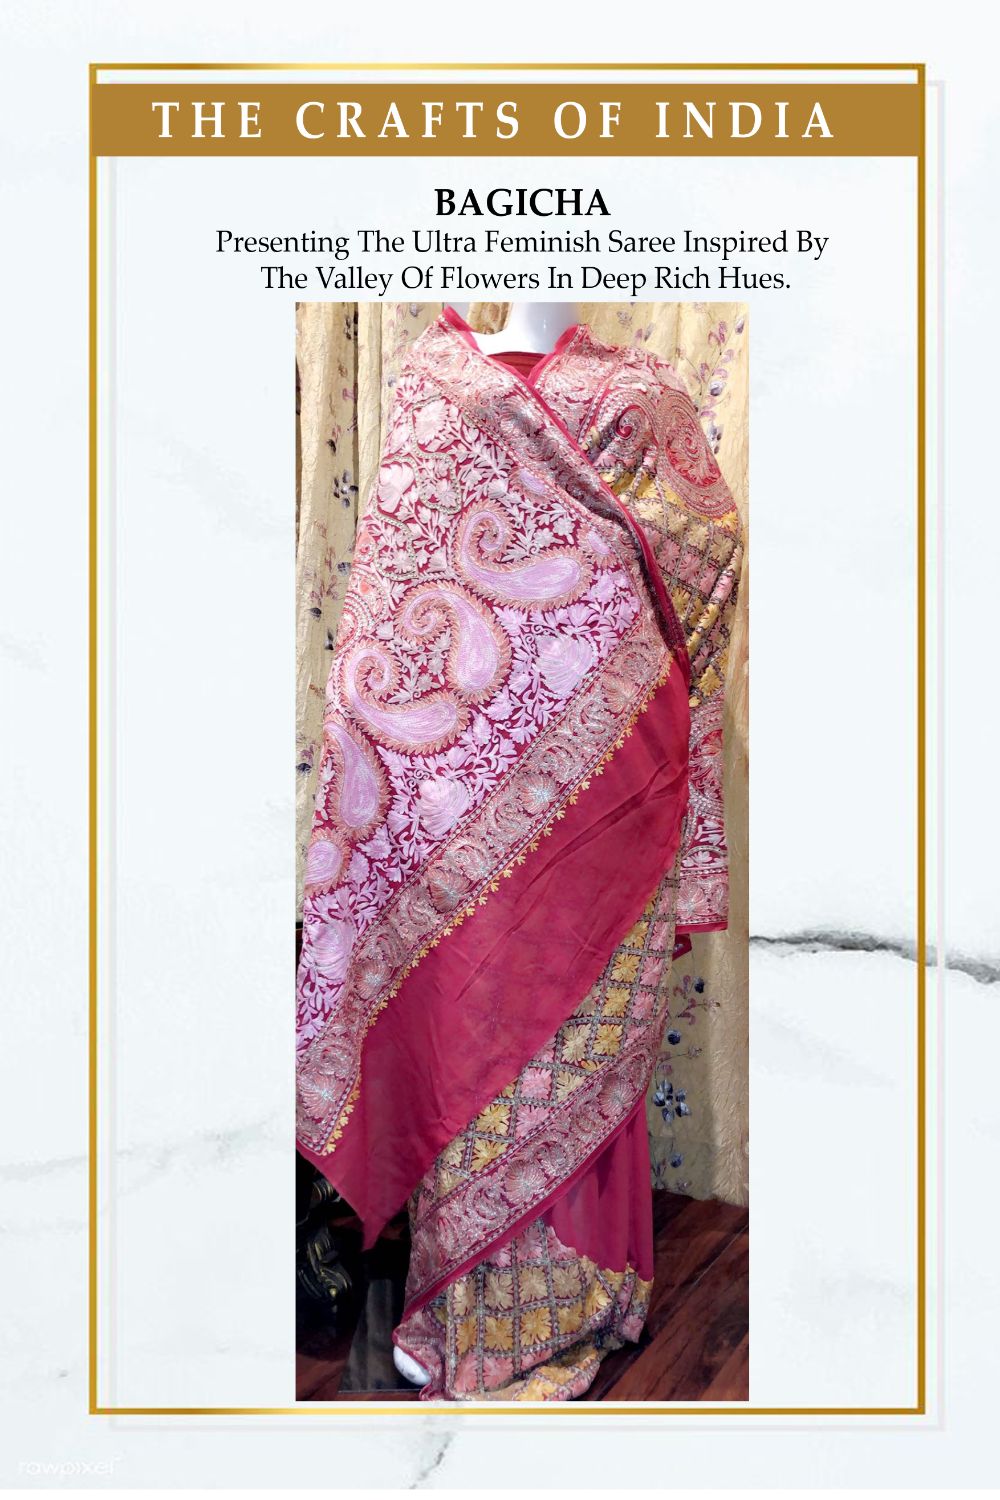 THE CRAFTS OF INDIA
BAGICHA
Presenting The Ultra Feminish Saree Inspired By
The Valley Of Flowers In Deep Rich Hues.
rawpixel